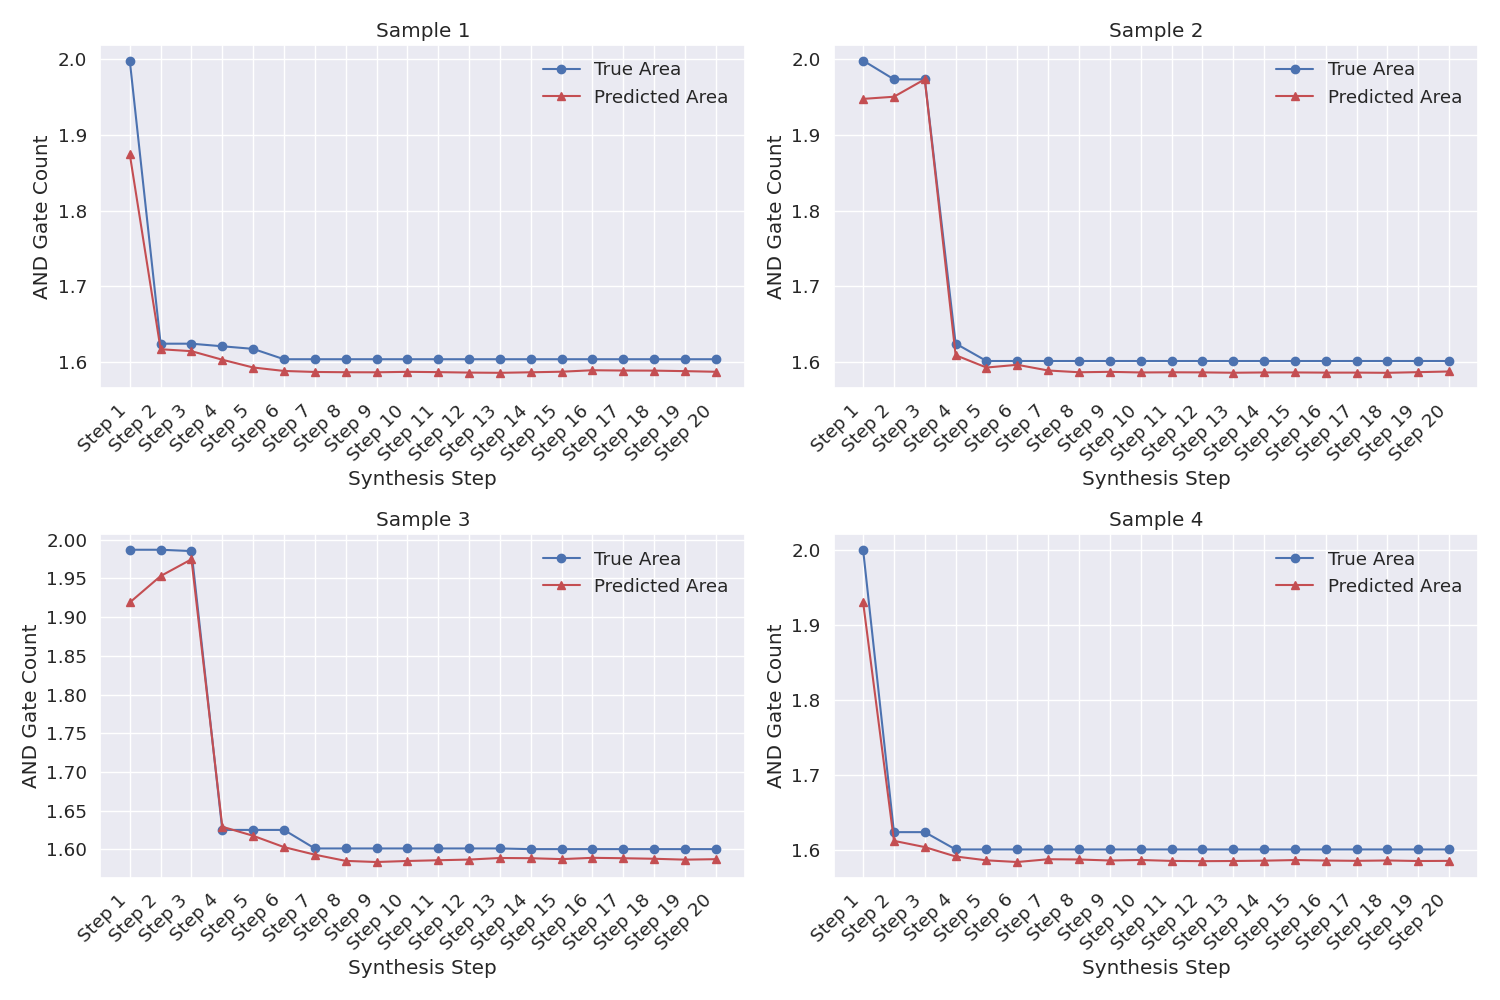 Sample 1
2.0
1.9
1.8
1.7
1.6
AND Gate Count
True Area
Predicted Area
Step 1 Step 2 Step 3 Step 4 Step 5 Step 6 Step 7 Step 8 Step 9 Step 10 Step 11 Step 12 Step 13 Step 14 Step 15 Step 16 Step 17 Step 18 Step 19 Step 20
Synthesis Step
Sample 2
2.0
1.9
1.8
1.7
1.6
AND Gate Count
True Area
Predicted Area
Step 1 Step 2 Step 3 Step 4 Step 5 Step 6 Step 7 Step 8 Step 9 Step 10 Step 11 Step 12 Step 13 Step 14 Step 15 Step 16 Step 17 Step 18 Step 19 Step 20
Synthesis Step
Sample 3
2.00
1.95
1.90
1.85
1.80
1.75
1.70
1.65
1.60
AND Gate Count
True Area
Predicted Area
Step 1 Step 2 Step 3 Step 4 Step 5 Step 6 Step 7 Step 8 Step 9 Step 10 Step 11 Step 12 Step 13 Step 14 Step 15 Step 16 Step 17 Step 18 Step 19 Step 20
Synthesis Step
Sample 4
2.0
1.9
1.8
1.7
1.6
AND Gate Count
True Area
Predicted Area
Step 1 Step 2 Step 3 Step 4 Step 5 Step 6 Step 7 Step 8 Step 9 Step 10 Step 11 Step 12 Step 13 Step 14 Step 15 Step 16 Step 17 Step 18 Step 19 Step 20
Synthesis Step